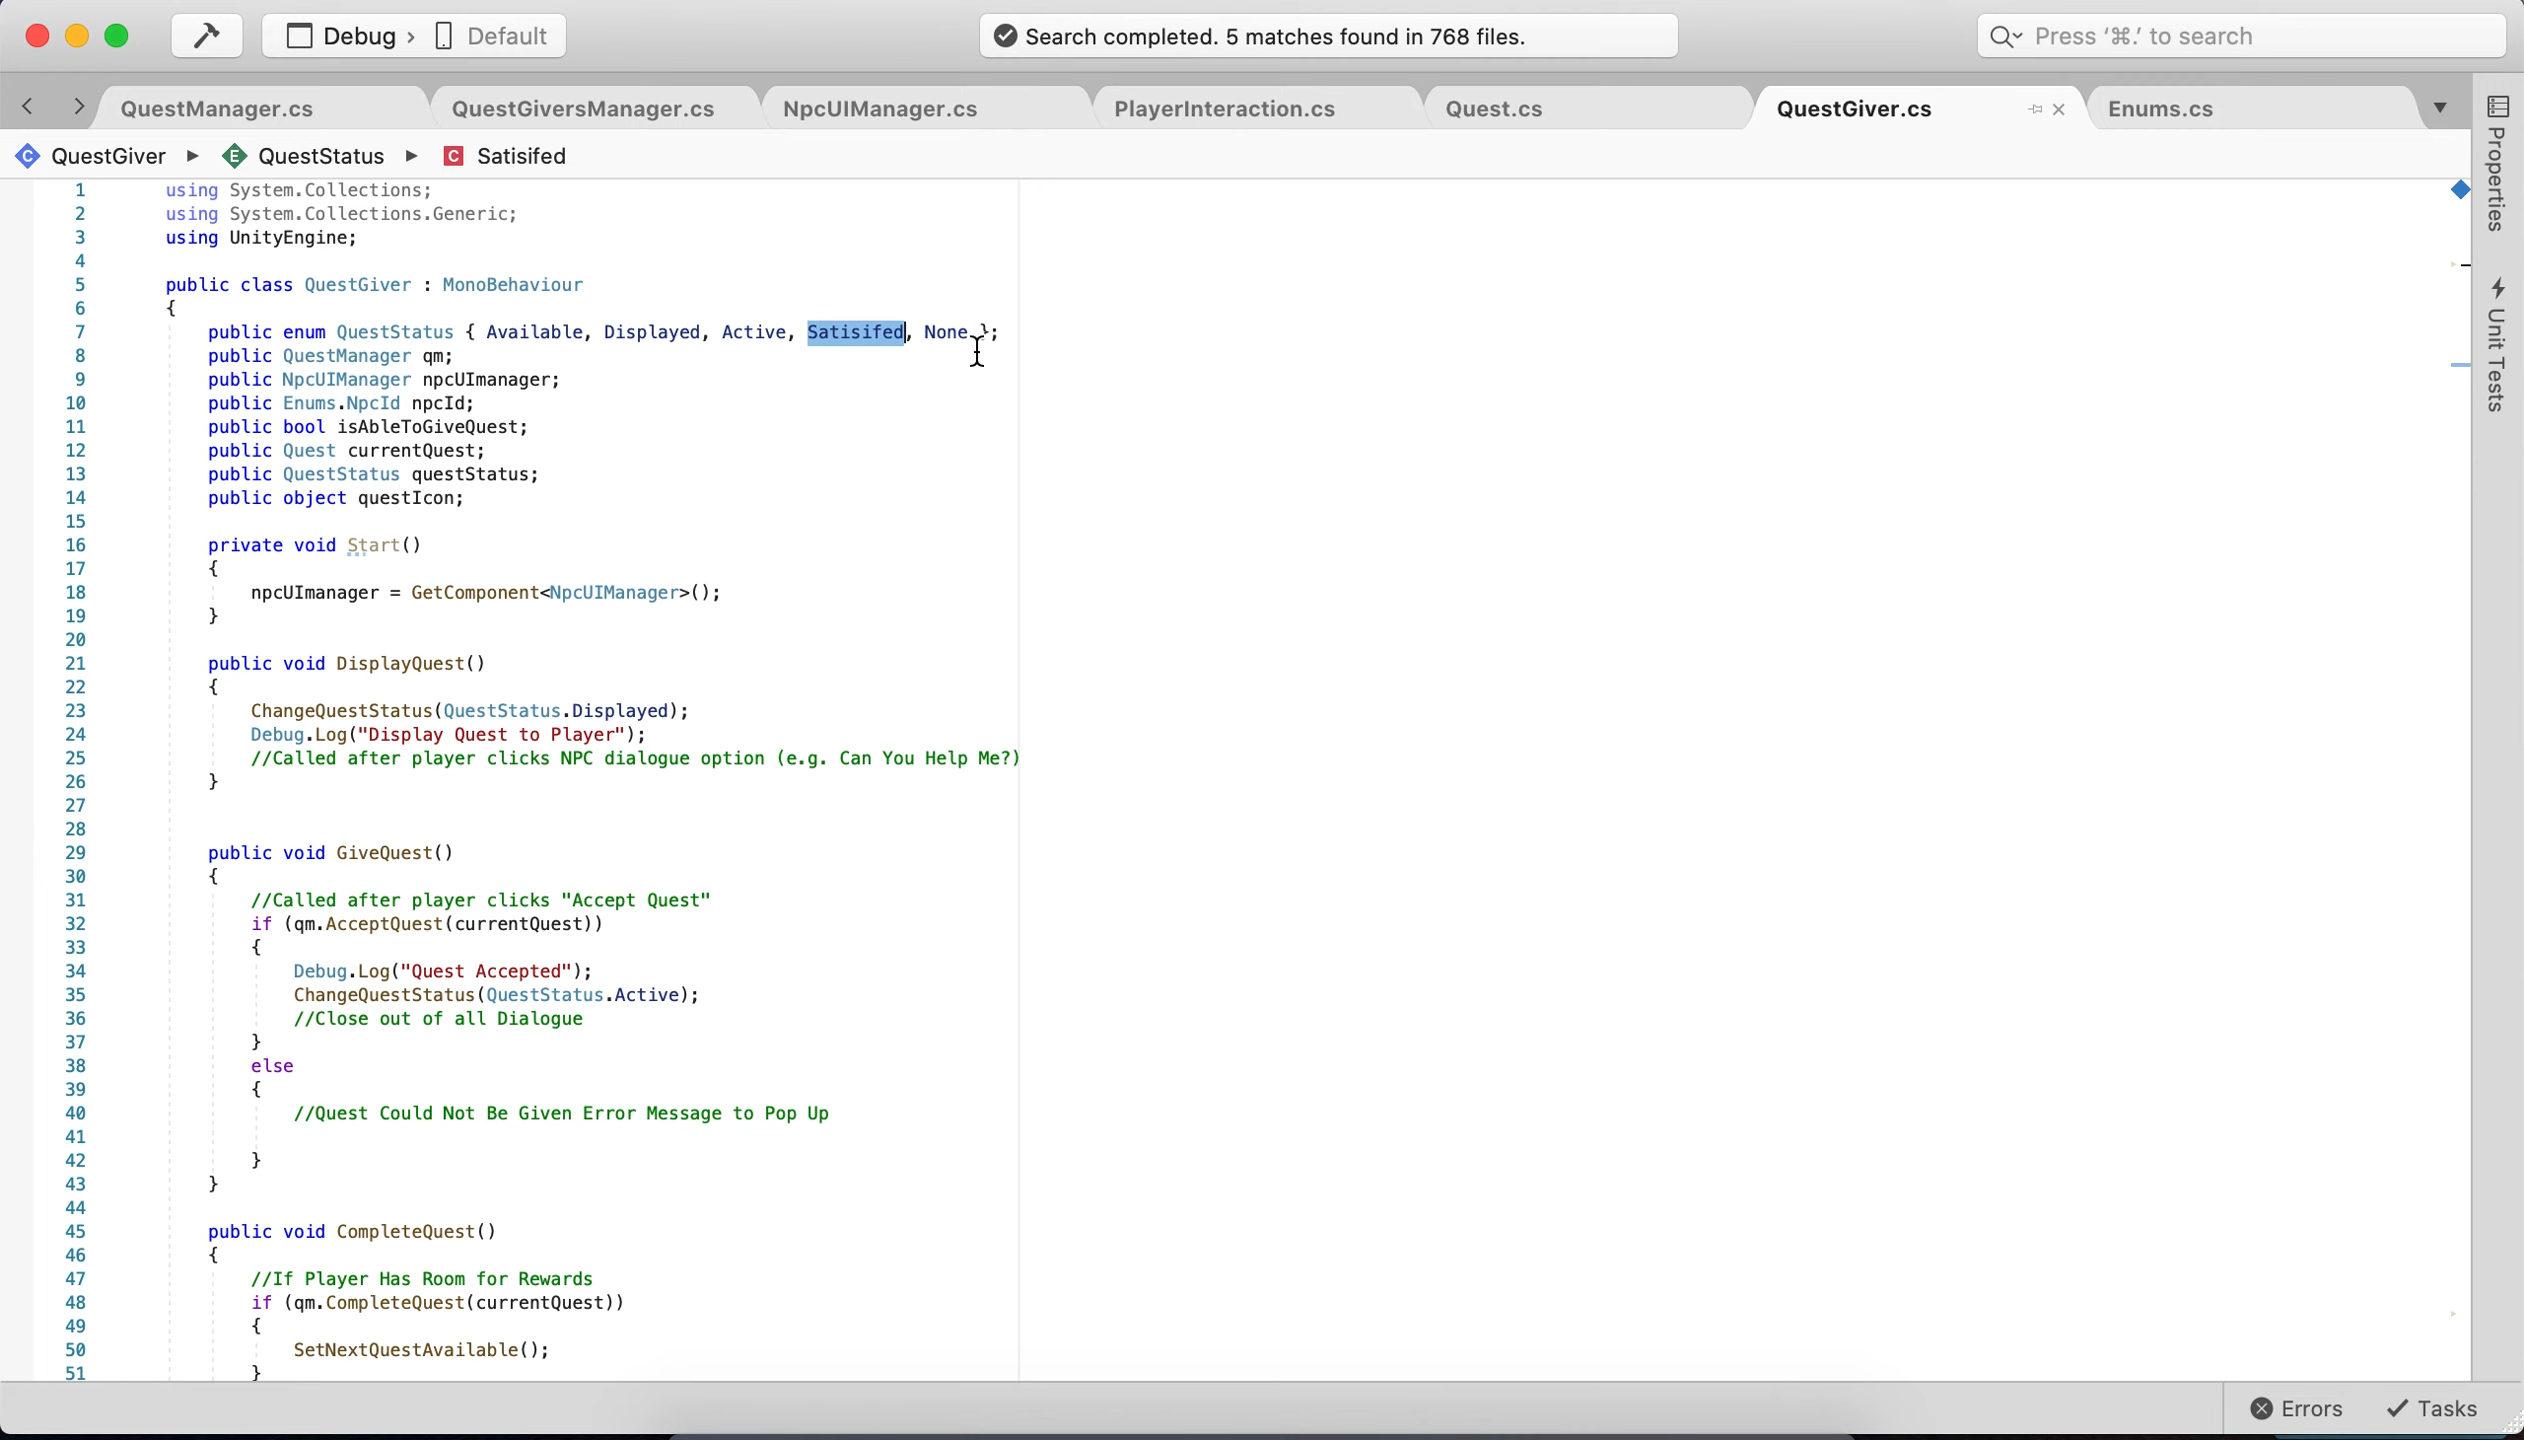 Debug › Default
Search completed. 5 matches found in 768 files.
Press ‘⌘.’ to search
QuestManager.cs
QuestGiversManager.cs
NpcUIManager.cs
PlayerInteraction.cs
Quest.cs
QuestGiver.cs
Enums.cs
QuestGiver ▸ E QuestStatus ▸ C Satisifed
1 using System.Collections;
2 using System.Collections.Generic;
3 using UnityEngine;
4
5 public class QuestGiver : MonoBehaviour
6 {
7 public enum QuestStatus { Available, Displayed, Active, Satisifed, None };
8 public QuestManager qm;
9 public NpcUIManager npcUImanager;
10 public Enums.NpcId npcId;
11 public bool isAbleToGiveQuest;
12 public Quest currentQuest;
13 public QuestStatus questStatus;
14 public object questIcon;
15
16 private void Start()
17 {
18 npcUImanager = GetComponent<NpcUIManager>();
19 }
20
21 public void DisplayQuest()
22 {
23 ChangeQuestStatus(QuestStatus.Displayed);
24 Debug.Log("Display Quest to Player");
25 //Called after player clicks NPC dialogue option (e.g. Can You Help Me?)
26 }
27
28
29 public void GiveQuest()
30 {
31 //Called after player clicks "Accept Quest"
32 if (qm.AcceptQuest(currentQuest))
33 {
34 Debug.Log("Quest Accepted");
35 ChangeQuestStatus(QuestStatus.Active);
36 //Close out of all Dialogue
37 }
38 else
39 {
40 //Quest Could Not Be Given Error Message to Pop Up
41
42 }
43 }
44
45 public void CompleteQuest()
46 {
47 //If Player Has Room for Rewards
48 if (qm.CompleteQuest(currentQuest))
49 {
50 SetNextQuestAvailable();
51 }
Properties
Unit Tests
Errors
Tasks